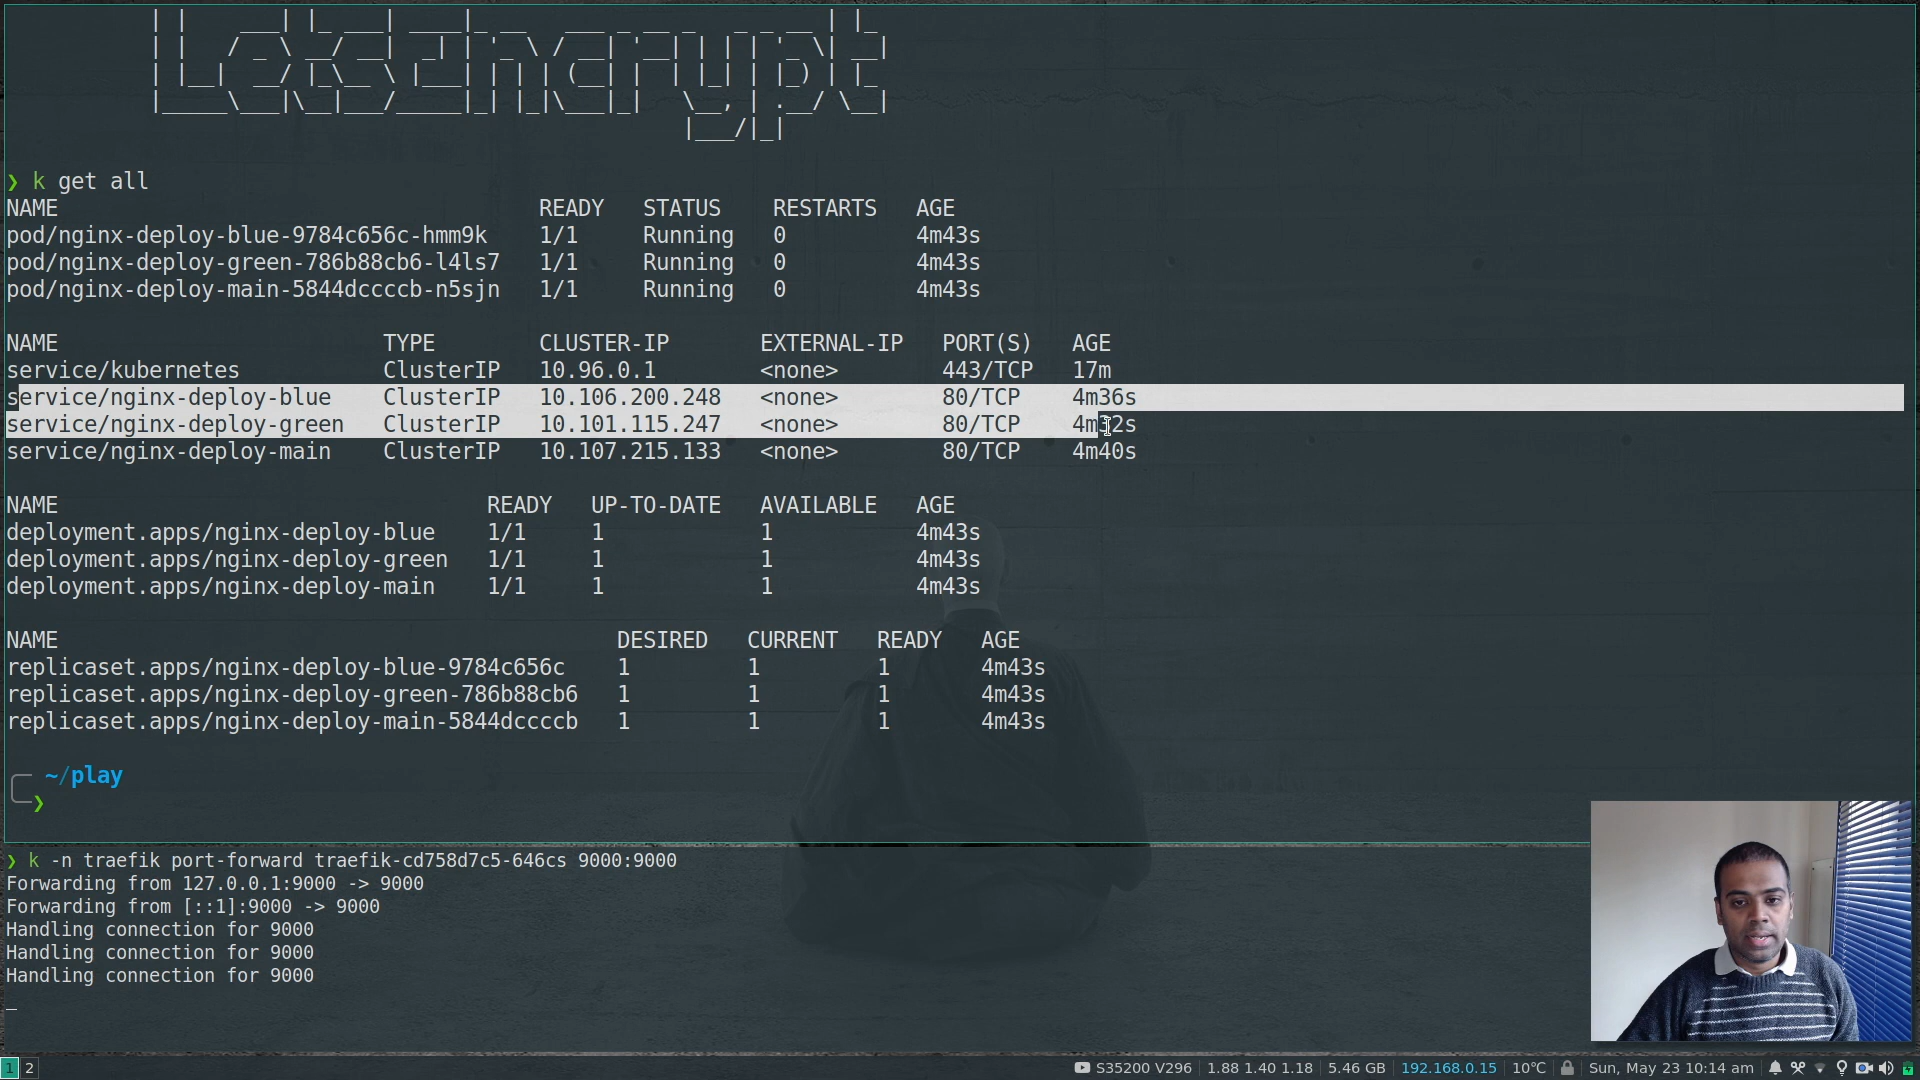 LetsEncrypt
❯ k get all
NAME READY STATUS RESTARTS AGE
pod/nginx-deploy-blue-9784c656c-hmm9k 1/1 Running 0 4m43s
pod/nginx-deploy-green-786b88cb6-l4ls7 1/1 Running 0 4m43s
pod/nginx-deploy-main-5844dccccb-n5sjn 1/1 Running 0 4m43s
NAME TYPE CLUSTER-IP EXTERNAL-IP PORT(S) AGE
service/kubernetes ClusterIP 10.96.0.1 <none> 443/TCP 17m
service/nginx-deploy-blue ClusterIP 10.106.200.248 <none> 80/TCP 4m36s
service/nginx-deploy-green ClusterIP 10.101.115.247 <none> 80/TCP 4m32s
service/nginx-deploy-main ClusterIP 10.107.215.133 <none> 80/TCP 4m40s
NAME READY UP-TO-DATE AVAILABLE AGE
deployment.apps/nginx-deploy-blue 1/1 1 1 4m43s
deployment.apps/nginx-deploy-green 1/1 1 1 4m43s
deployment.apps/nginx-deploy-main 1/1 1 1 4m43s
NAME DESIRED CURRENT READY AGE
replicaset.apps/nginx-deploy-blue-9784c656c 1 1 1 4m43s
replicaset.apps/nginx-deploy-green-786b88cb6 1 1 1 4m43s
replicaset.apps/nginx-deploy-main-5844dccccb 1 1 1 4m43s
~/play
❯
❯ k -n traefik port-forward traefik-cd758d7c5-646cs 9000:9000
Forwarding from 127.0.0.1:9000 -> 9000
Forwarding from [::1]:9000 -> 9000
Handling connection for 9000
Handling connection for 9000
Handling connection for 9000
1 2 S35200 V296 1.88 1.40 1.18 5.46 GB 192.168.0.15 10℃ Sun, May 23 10:14 am